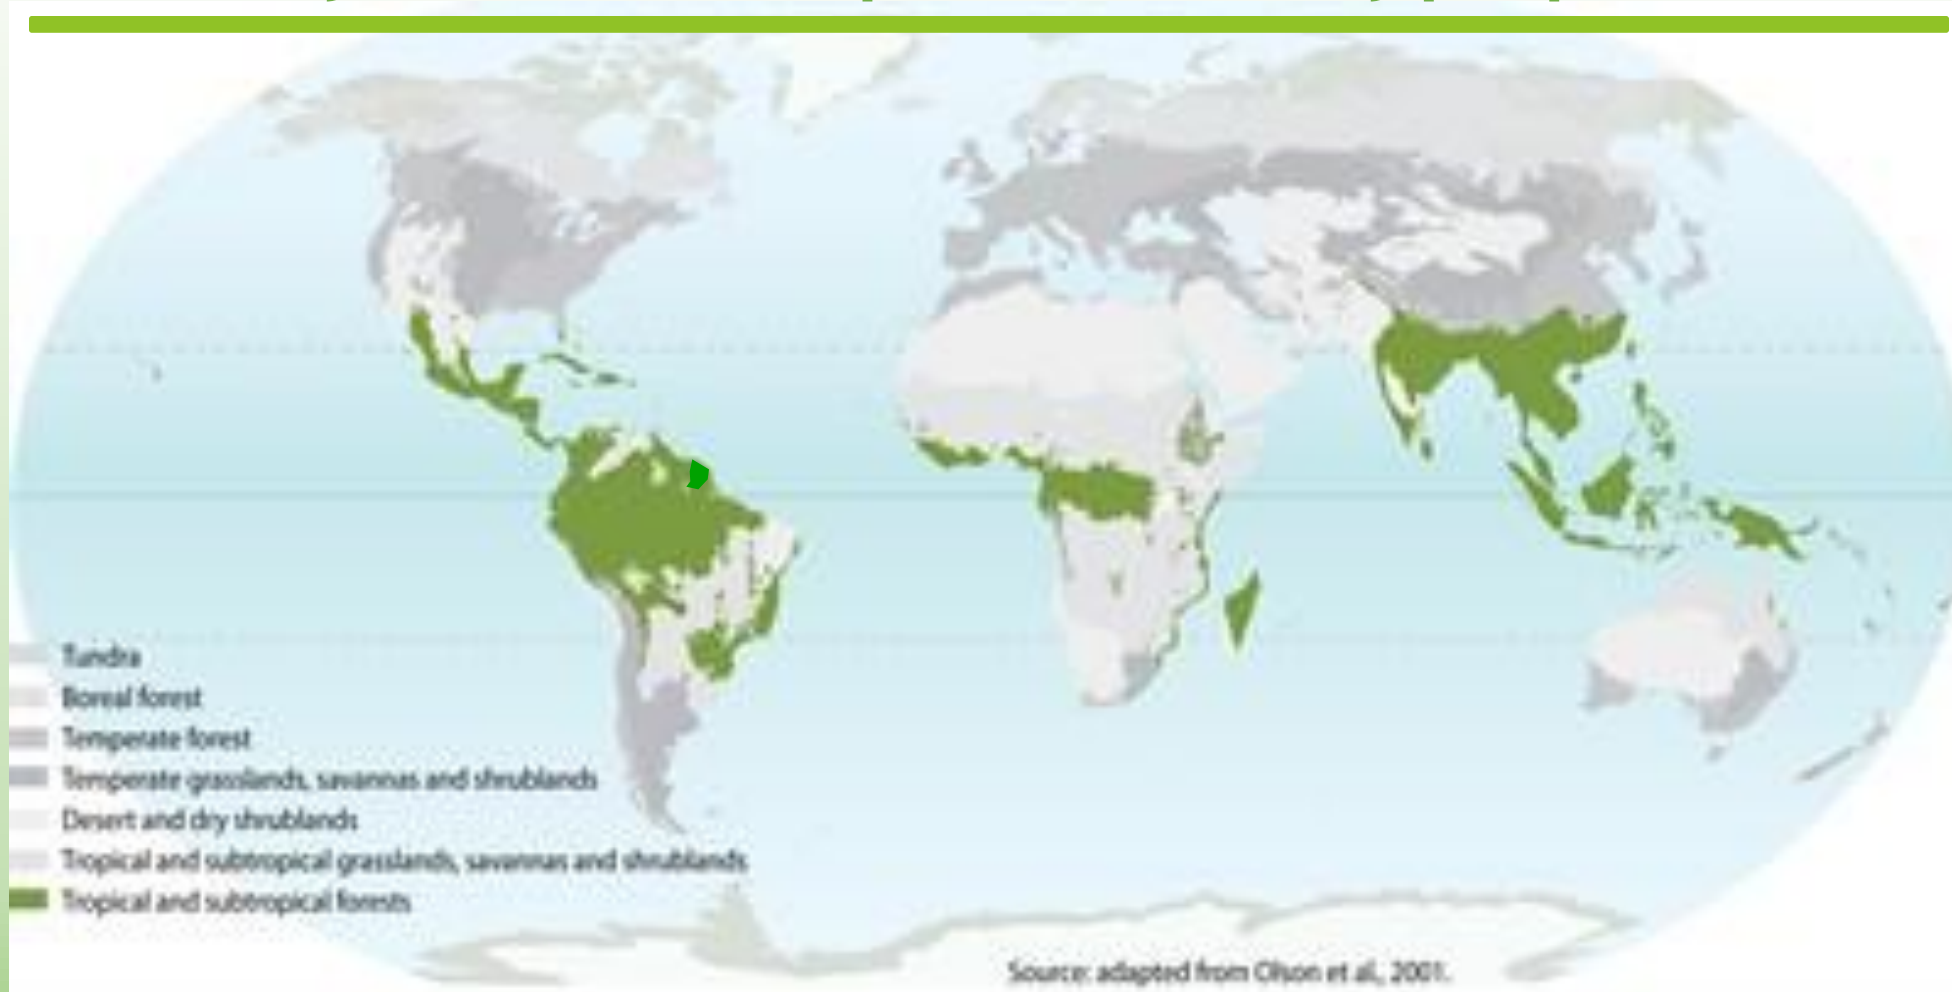 Tundra
Boreal forest
Temperate forest
Temperate grasslands, savannas and shrublands
Desert and dry shrublands
Tropical and subtropical grasslands, savannas and shrublands
Tropical and subtropical forests
Source: adapted from Olson et al., 2001.